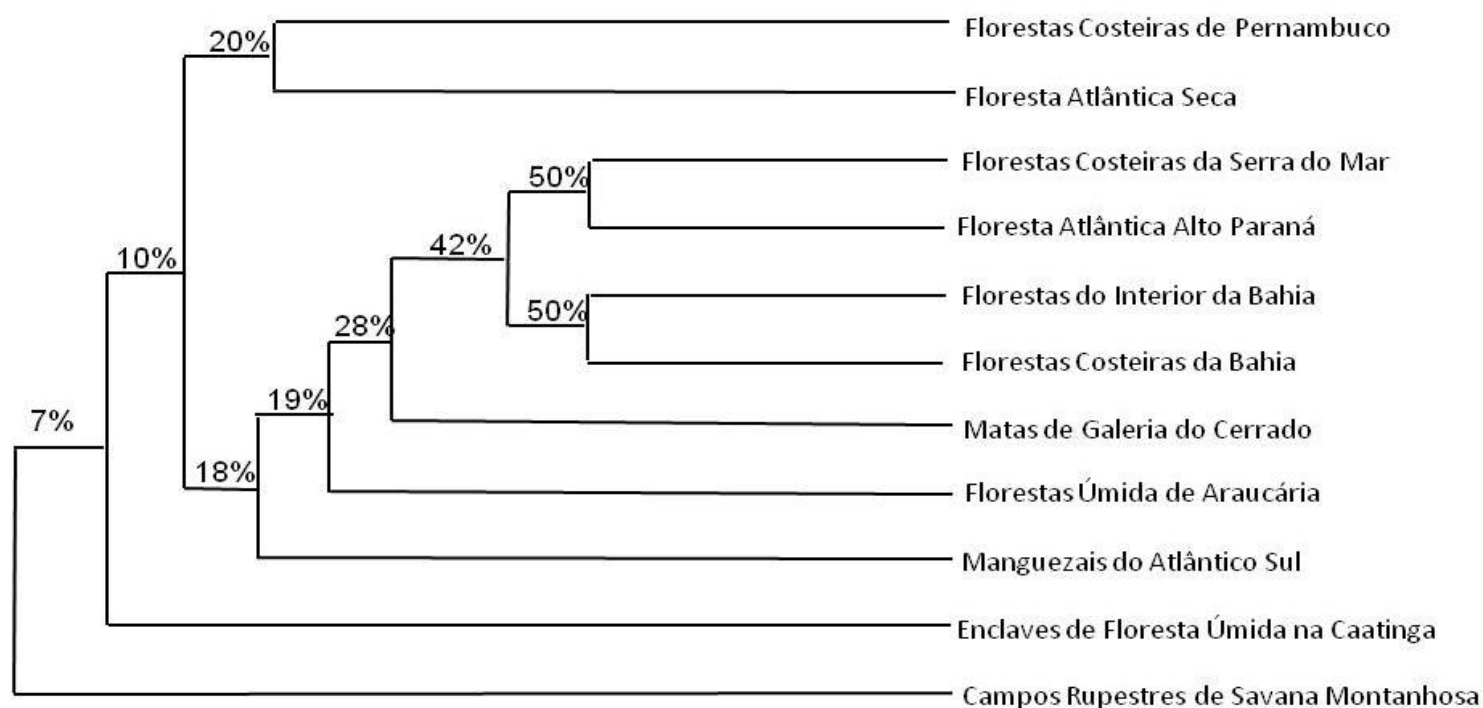 Florestas Costeiras de Pernambuco
20%
Floresta Atlântica Seca
Florestas Costeiras da Serra do Mar
50%
Floresta Atlântica Alto Paraná
42%
10%
Florestas do Interior da Bahia
50%
28%
Florestas Costeiras da Bahia
19%
7%
Matas de Galeria do Cerrado
18%
Florestas Úmida de Araucária
Manguezais do Atlântico Sul
Enclaves de Floresta Úmida na Caatinga
Campos Rupestres de Savana Montanhosa